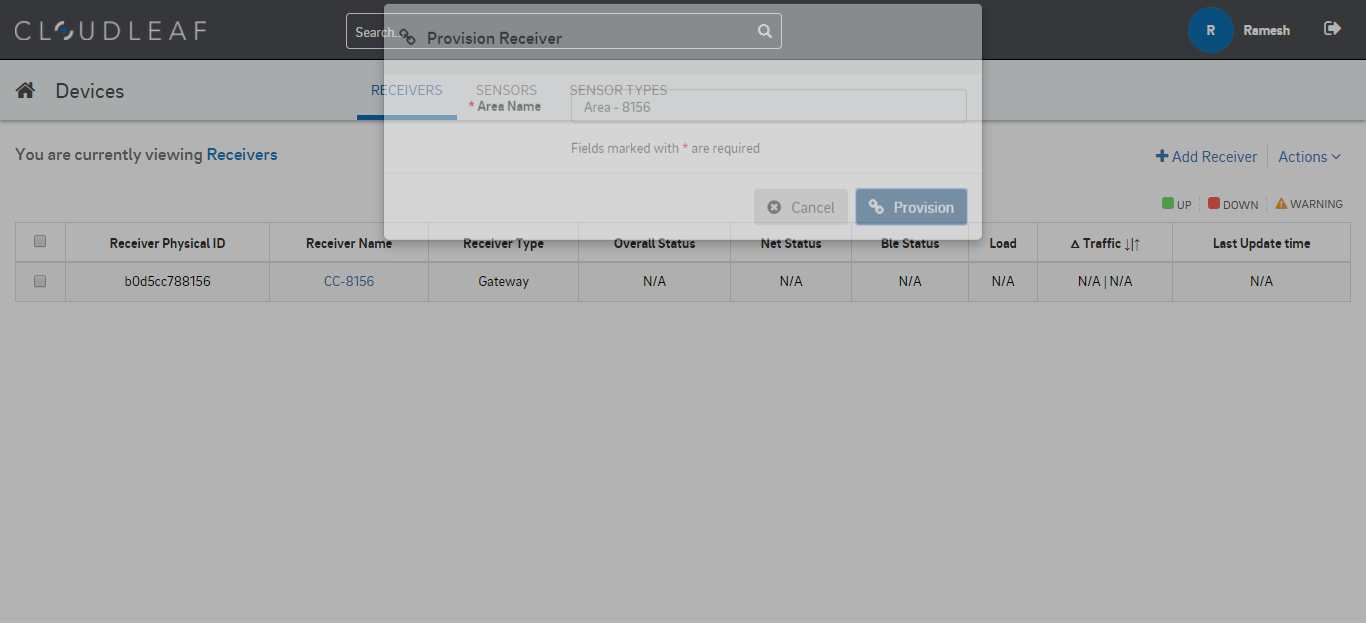 CLOUDLEAF
Search...
Provision Receiver
R
Ramesh
Devices
RECEIVERS
SENSORS
SENSOR TYPES
* Area Name
Area - 8156
Fields marked with * are required
You are currently viewing Receivers
Add Receiver
Actions
Cancel
Provision
UP
DOWN
WARNING
Receiver Physical ID
Receiver Name
Receiver Type
Overall Status
Net Status
Ble Status
Load
Δ Traffic ↓|↑
Last Update time
b0d5cc788156
CC-8156
Gateway
N/A
N/A
N/A
N/A
N/A | N/A
N/A